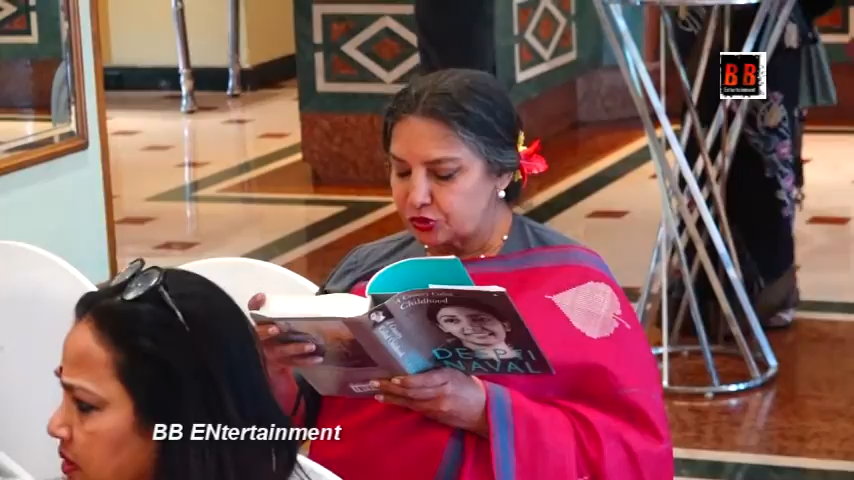 BB
Entertainment
A Country Called
Childhood
DEEPTI
NAVAL
BB ENtertainment